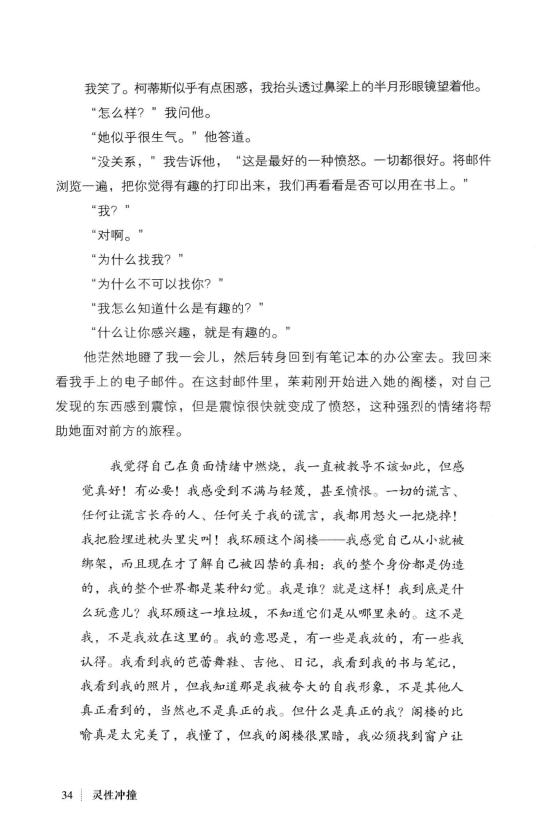 我笑了。柯蒂斯似乎有点困惑，我抬头透过鼻梁上的半月形眼镜望着他。
“怎么样？”我问他。
“她似乎很生气。”他答道。
“没关系，”我告诉他，“这是最好的一种愤怒。一切都很好。将邮件
浏览一遍，把你觉得有趣的打印出来，我们再看看是否可以用在书上。”
“我？”
“对啊。”
“为什么找我？”
“为什么不可以找你？”
“我怎么知道什么是有趣的？”
“什么让你感兴趣，就是有趣的。”
他茫然地瞪了我一会儿，然后转身回到有笔记本的办公室去。我回来
看我手上的电子邮件。在这封邮件里，茱莉刚开始进入她的阁楼，对自己
发现的东西感到震惊，但是震惊很快就变成了愤怒，这种强烈的情绪将帮
助她面对前方的旅程。
我觉得自己在负面情绪中燃烧，我一直被教导不该如此，但感
觉真好！有必要！我感受到不满与轻蔑，甚至愤恨。一切的谎言、
任何让谎言长存的人、任何关于我的谎言，我都用怒火一把烧掉！
我把脸埋进枕头里尖叫！我环顾这个阁楼——我感觉自己从小就被
绑架，而且现在才了解自己被囚禁的真相：我的整个身份都是伪造
的，我的整个世界都是某种幻觉。我是谁？就是这样！我到底是什
么玩意儿？我环顾这一堆垃圾，不知道它们是从哪里来的。这不是
我，不是我放在这里的。我的意思是，有一些是我放的，有一些我
认得。我看到我的芭蕾舞鞋、吉他、日记，我看到我的书与笔记，
我看到我的照片，但我知道那是我被夸大的自我形象，不是其他人
真正看到的，当然也不是真正的我。但什么是真正的我？阁楼的比
喻真是太完美了，我懂了，但我的阁楼很黑暗，我必须找到窗户让
34 灵性冲撞